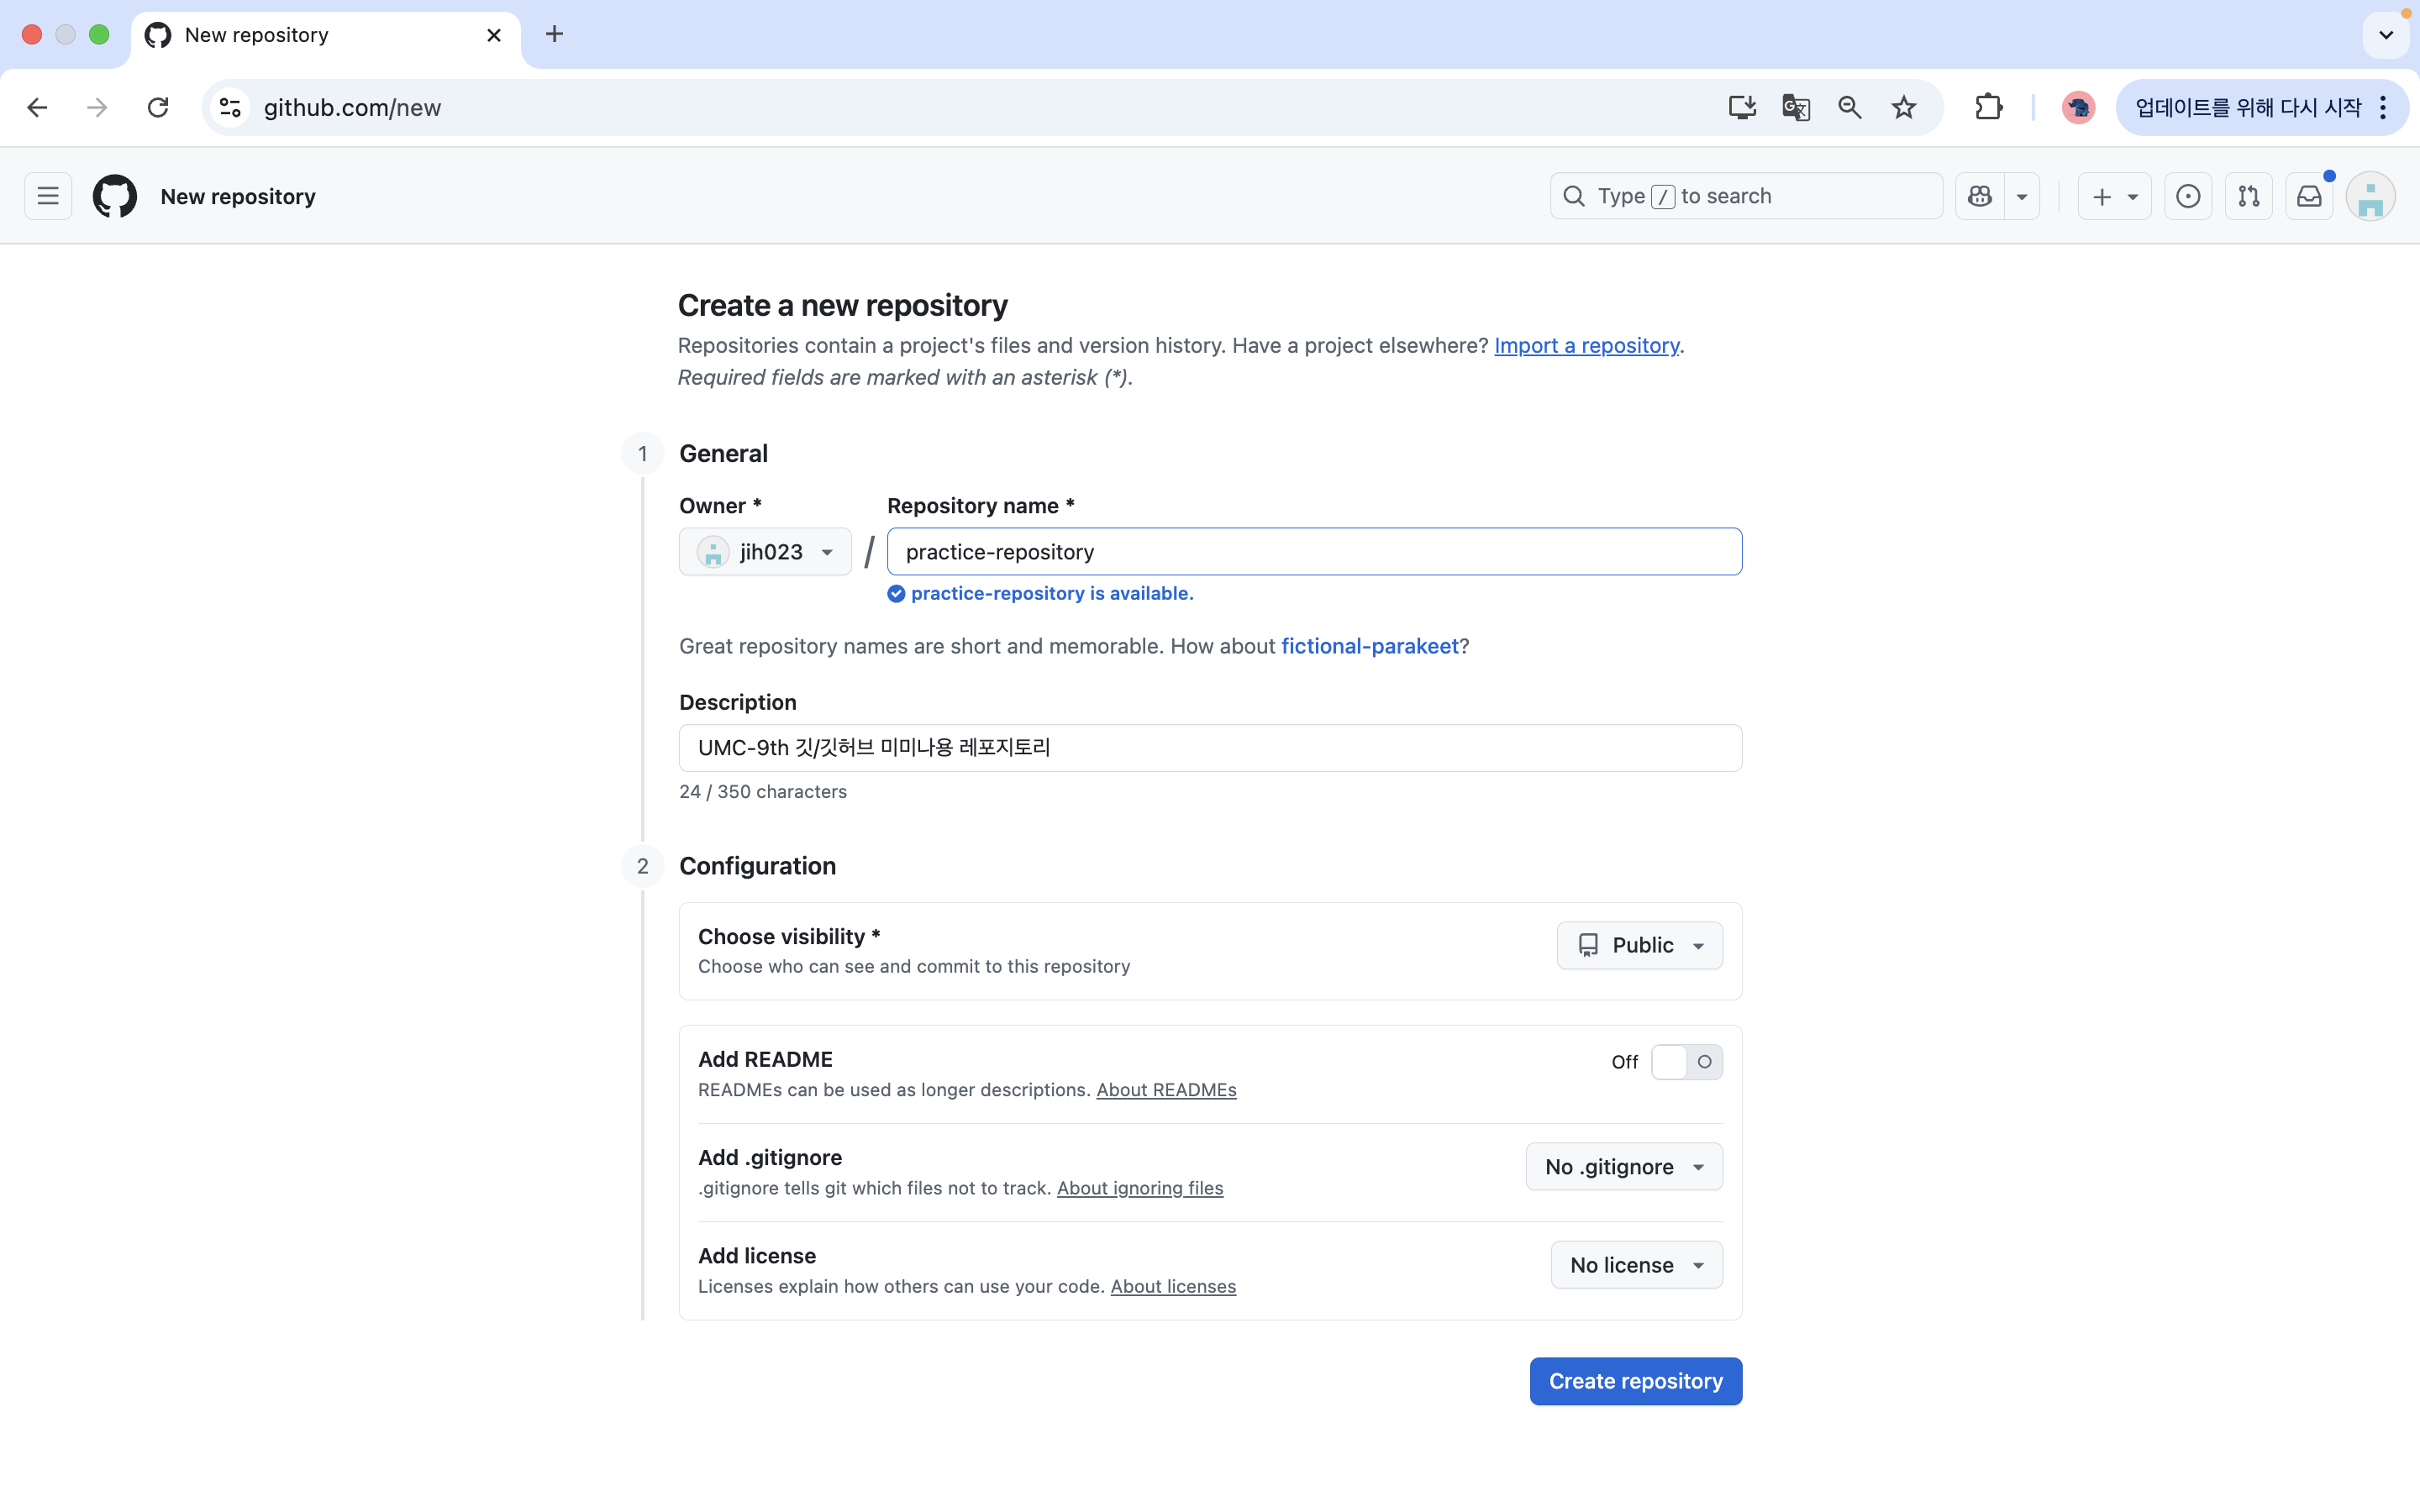 New repository
github.com/new
업데이트를 위해 다시 시작
New repository
Type / to search
Create a new repository
Repositories contain a project's files and version history. Have a project elsewhere? Import a repository.
Required fields are marked with an asterisk (*).
1 General
Owner * Repository name *
jih023 / practice-repository
practice-repository is available.
Great repository names are short and memorable. How about fictional-parakeet?
Description
UMC-9th 깃/깃허브 미미나용 레포지토리
24 / 350 characters
2 Configuration
Choose visibility *
Public
Choose who can see and commit to this repository
Add README
Off
READMEs can be used as longer descriptions. About READMEs
Add .gitignore
No .gitignore
.gitignore tells git which files not to track. About ignoring files
Add license
No license
Licenses explain how others can use your code. About licenses
Create repository